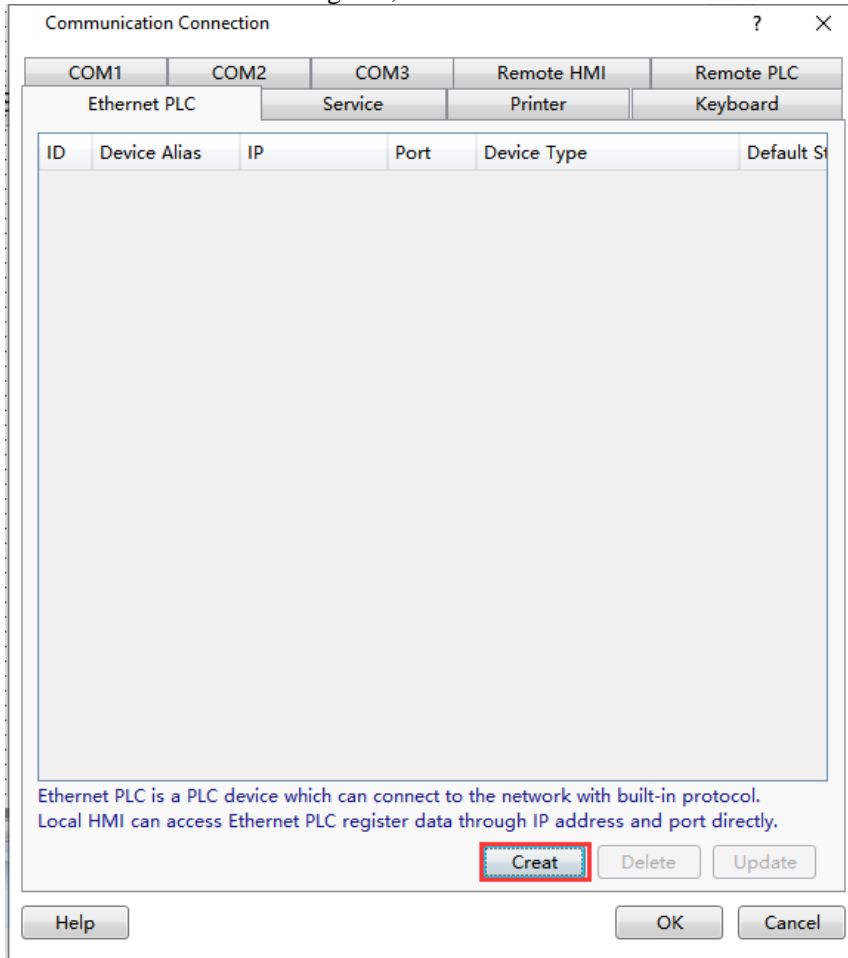 Communication Connection ? ×
COM1 COM2 COM3 Remote HMI Remote PLC
Ethernet PLC Service Printer Keyboard
ID Device Alias IP Port Device Type Default St
Ethernet PLC is a PLC device which can connect to the network with built-in protocol.
Local HMI can access Ethernet PLC register data through IP address and port directly.
Creat Delete Update
Help OK Cancel